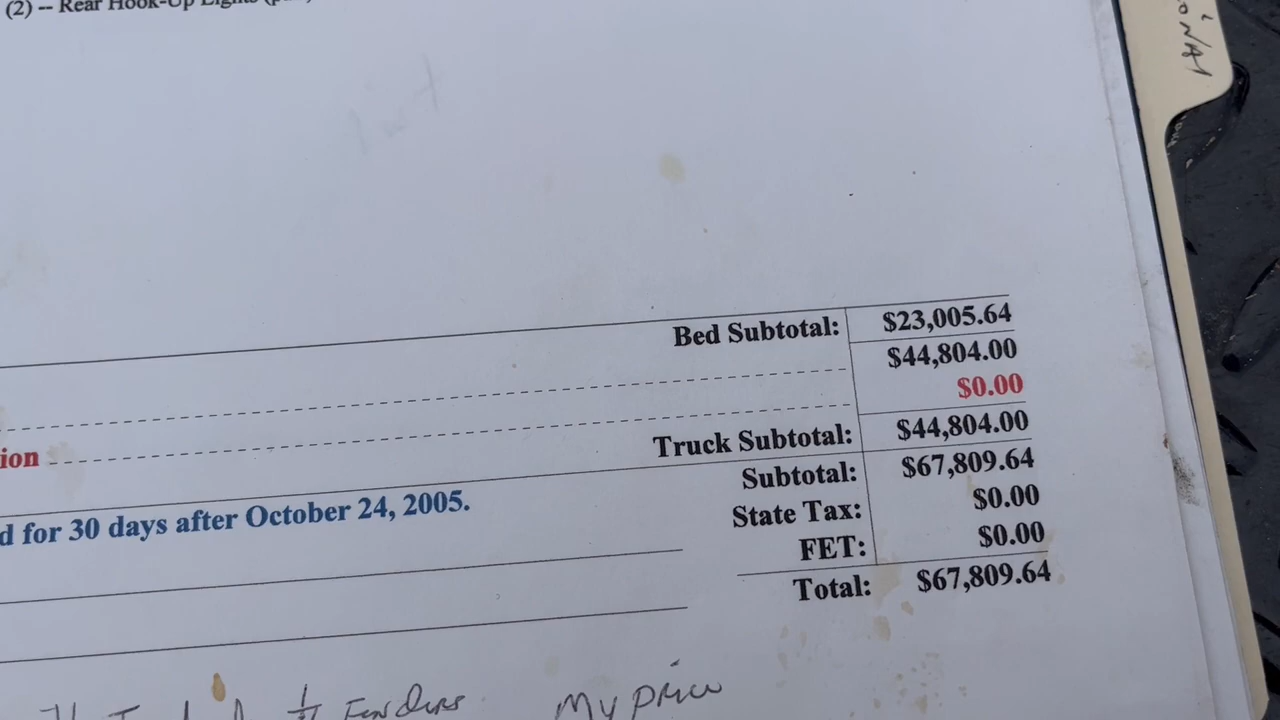 (2) -- Rear Hook-Up Lights
Bed Subtotal: $23,005.64
$44,804.00
ion $0.00
Truck Subtotal: $44,804.00
Subtotal: $67,809.64
d for 30 days after October 24, 2005.
State Tax: $0.00
FET: $0.00
Total: $67,809.64
Fenders My price